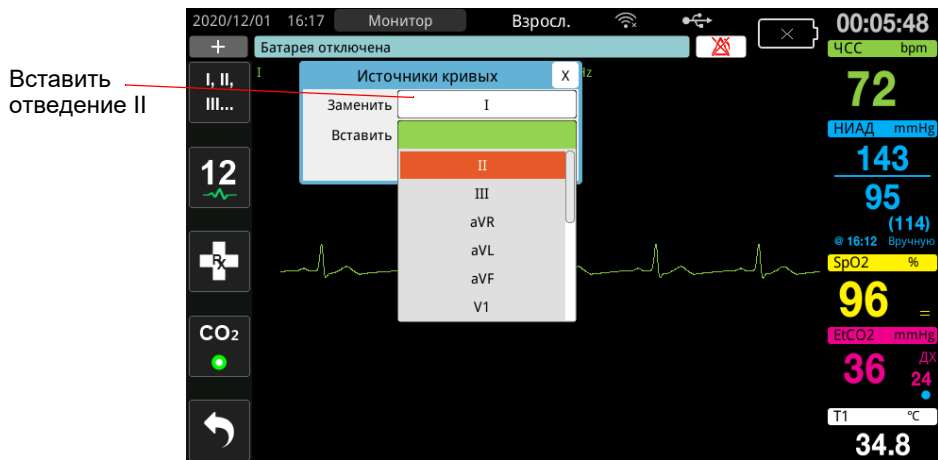 2020/12/01 16:17 Монитор Взросл. 00:05:48
+ Батарея отключена
Вставить
отведение II
I, II,
III...
12
Rx
CO2
I Hz
Источники кривых X
Заменить I
Вставить
II
III
aVR
aVL
aVF
V1
ЧСС bpm
72
НИАД mmHg
143
95
(114)
@ 16:12 Вручную
SpO2 %
96
EtCO2 mmHg
36 ДХ
24
T1 °C
34.8